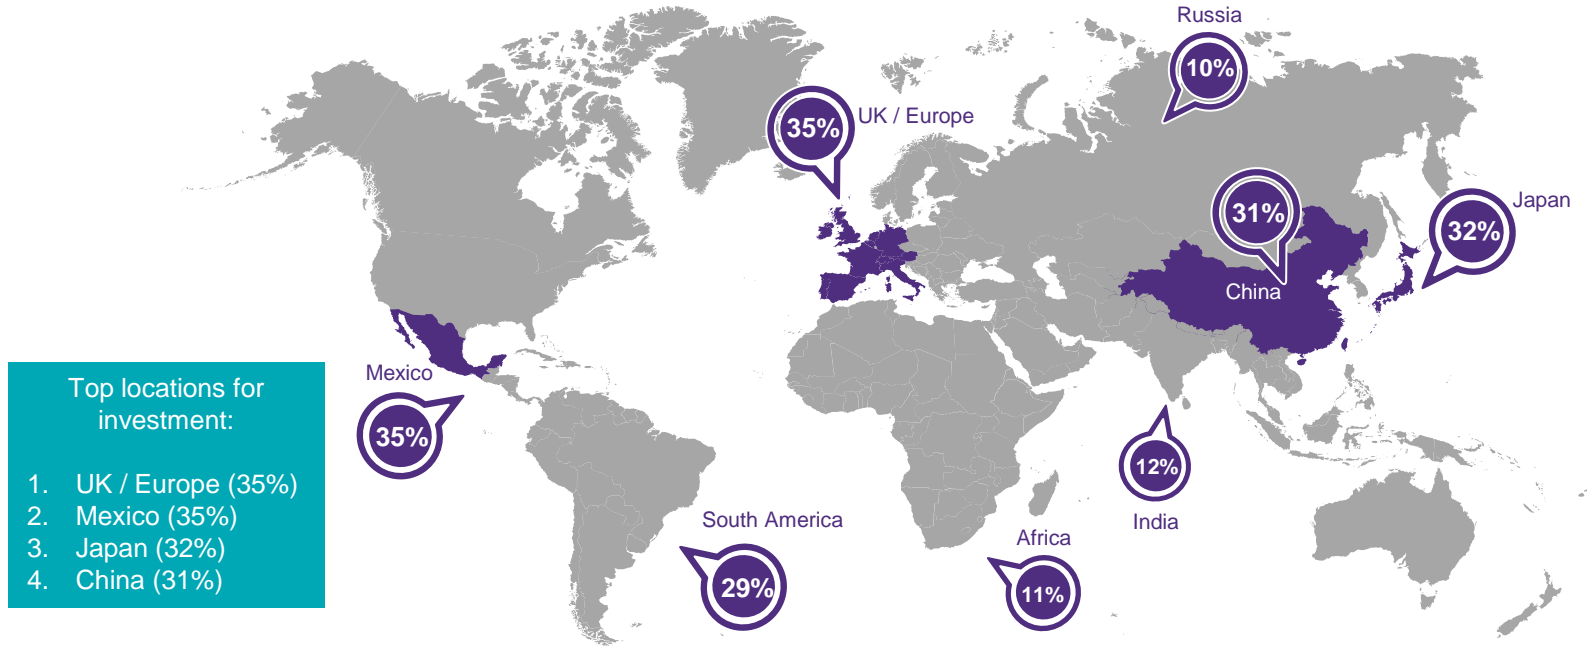 Russia
10%
UK / Europe
35%
31%
China
Japan
32%
Mexico
35%
Top locations for
investment:
1. UK / Europe (35%)
2. Mexico (35%)
3. Japan (32%)
4. China (31%)
12%
India
South America
29%
Africa
11%